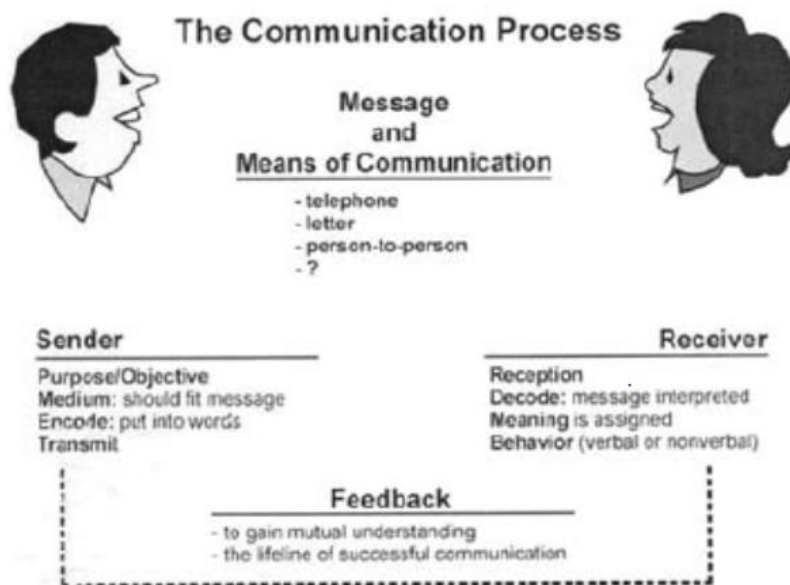 The Communication Process
Message
and
Means of Communication
- telephone
- letter
- person-to-person
- ?
Sender
Purpose/Objective
Medium: should fit message
Encode: put into words
Transmit
Receiver
Reception
Decode: message interpreted
Meaning is assigned
Behavior (verbal or nonverbal)
Feedback
- to gain mutual understanding
- the lifeline of successful communication